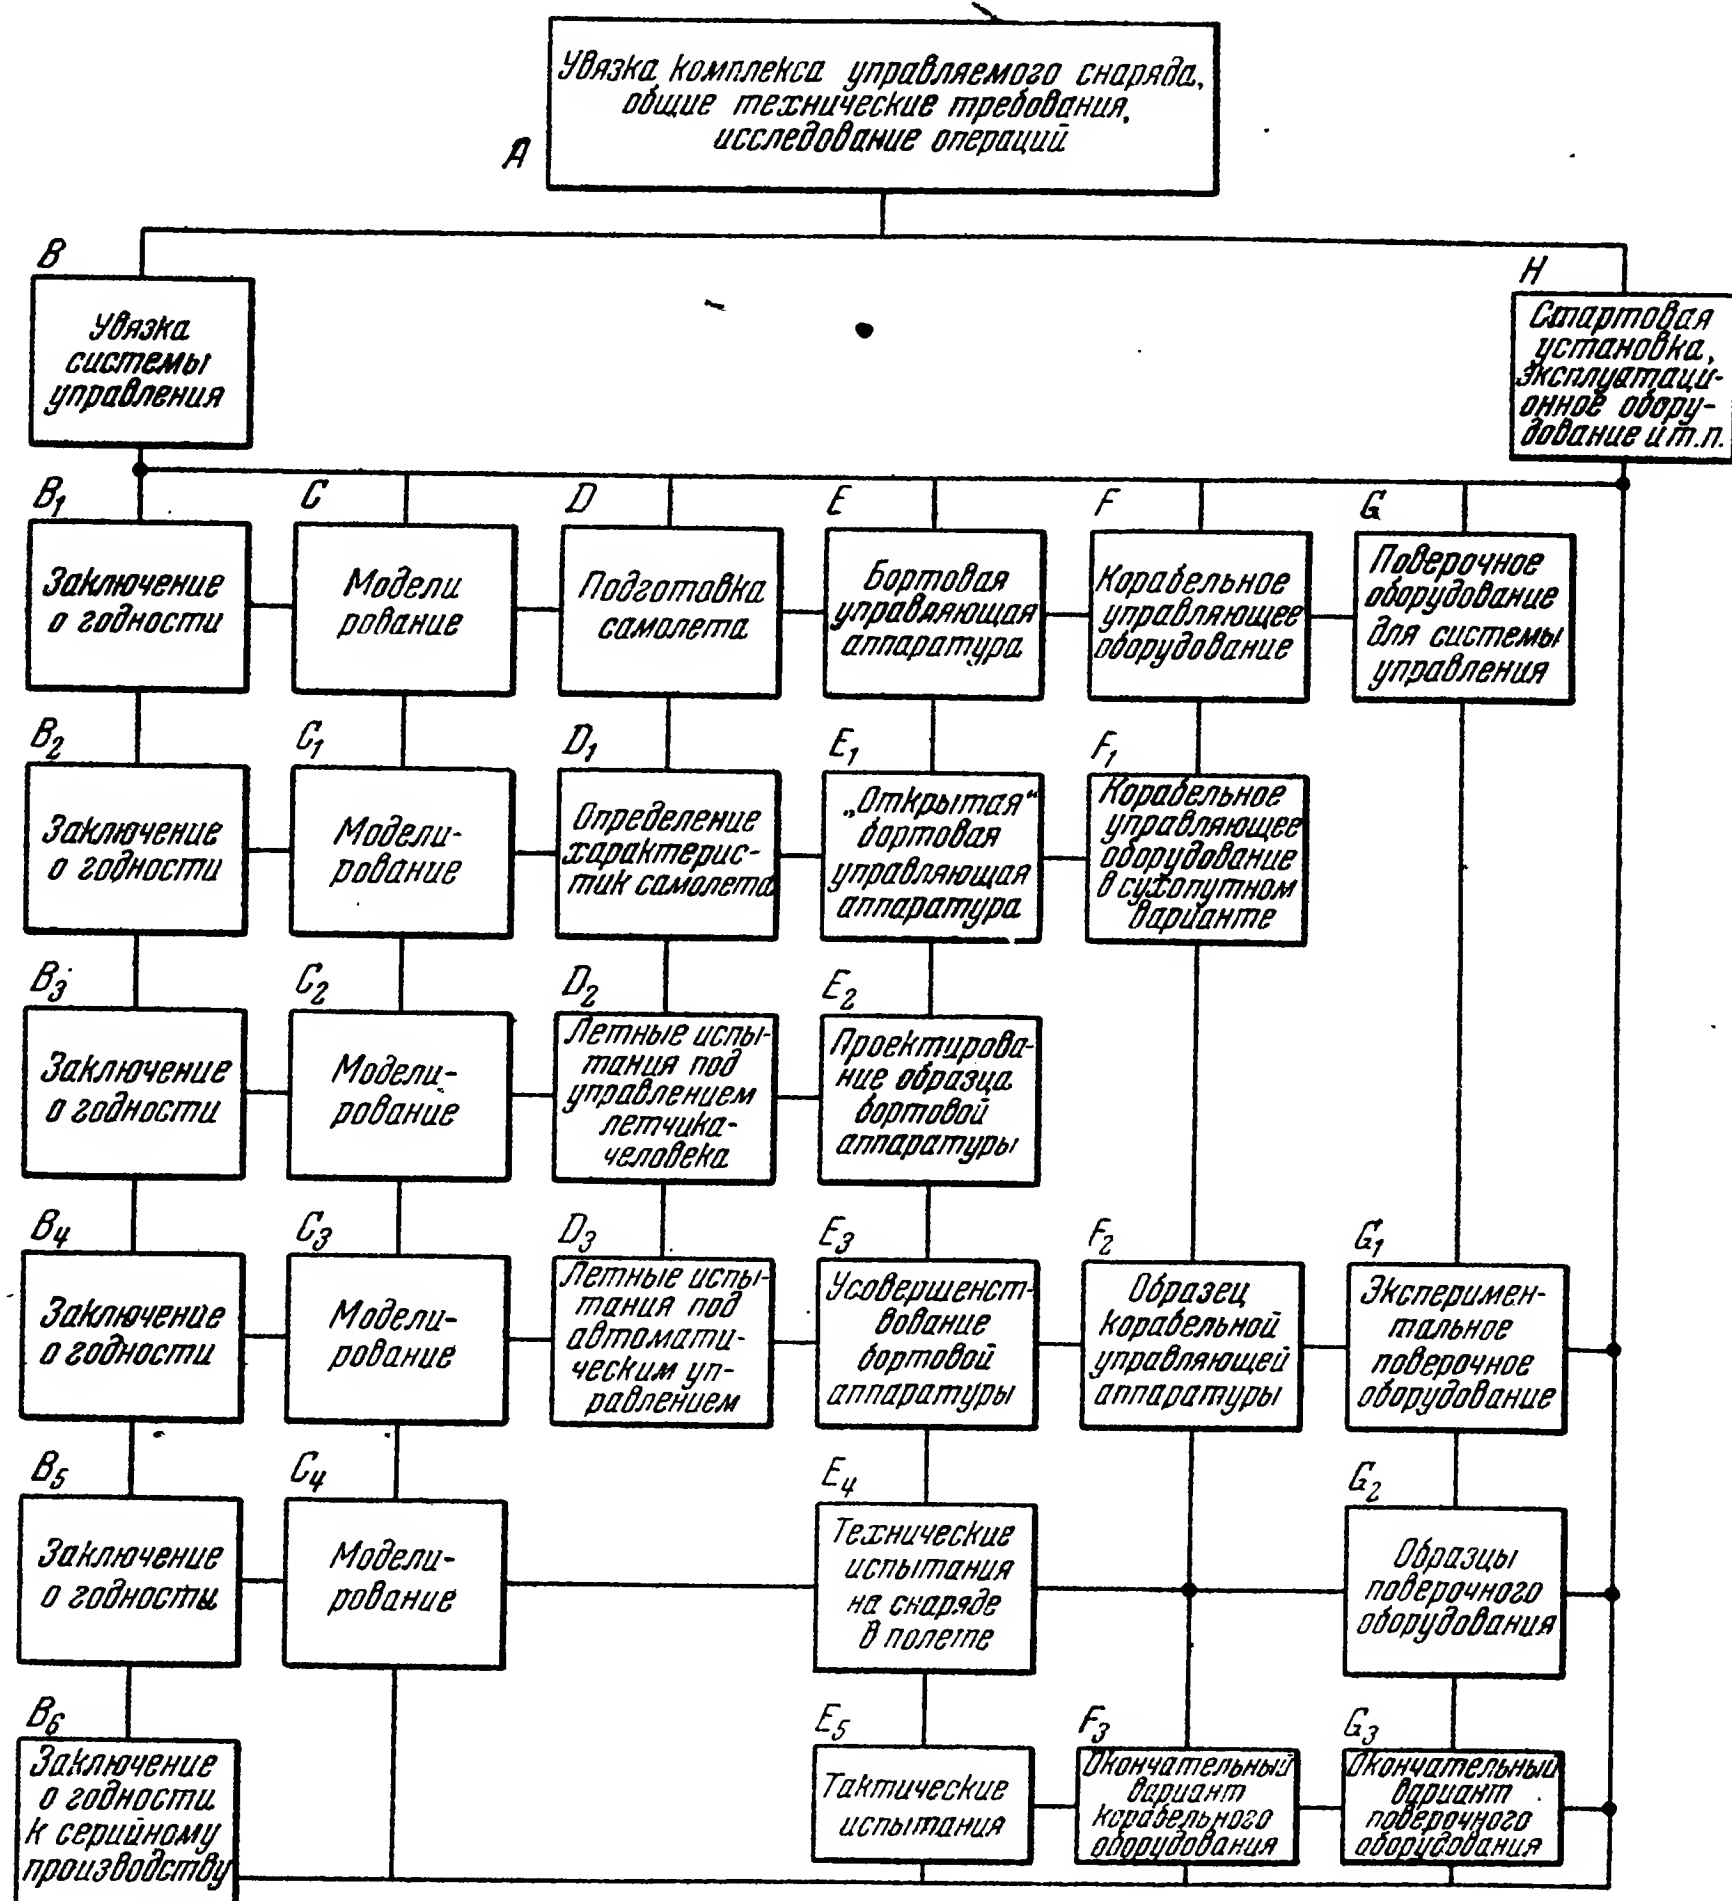 Увязка комплекса управляемого снаряда,
общие технические требования,
исследование операций
A
B
Увязка
системы
управления
H
Стартовая
установка,
эксплуатаци-
онное обору-
дование и т.п.
B1
Заключение
о годности
C
Модели
рование
D
Подготовка
самолета
E
Бортовая
управляющая
аппаратура
F
Корабельное
управляющее
оборудование
G
Поверочное
оборудование
для системы
управления
B2
Заключение
о годности
C1
Модели-
рование
D1
Определение
характерис-
тик самолета
E1
„Открытая“
бортовая
управляющая
аппаратура
F1
Корабельное
управляющее
оборудование
в сухопутном
варианте
B3
Заключение
о годности
C2
Модели-
рование
D2
Летные испы-
тания под
управлением
летчика-
человека
E2
Проектирова-
ние образца
бортовой
аппаратуры
B4
Заключение
о годности
C3
Модели-
рование
D3
Летные испы-
тания под
автомати-
ческим уп-
равлением
E3
Усовершенст-
вование
бортовой
аппаратуры
F2
Образец
корабельной
управляющей
аппаратуры
G1
Эксперимен-
тальное
поверочное
оборудование
B5
Заключение
о годности
C4
Модели-
рование
E4
Технические
испытания
на снаряде
в полете
G2
Образцы
поверочного
оборудования
B6
Заключение
о годности
к серийному
производству
E5
Тактические
испытания
F3
Окончательный
вариант
корабельного
оборудования
G3
Окончательный
вариант
поверочного
оборудования